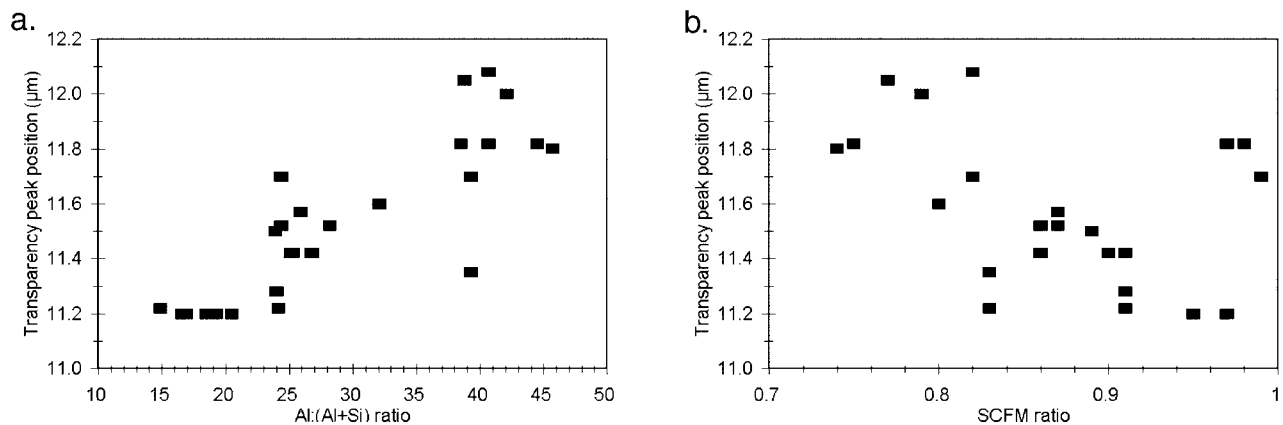 a.
12.2
12.0
11.8
11.6
11.4
11.2
11.0
Transparency peak position (µm)
10 15 20 25 30 35 40 45 50
Al:(Al+Si) ratio
b.
12.2
12.0
11.8
11.6
11.4
11.2
11.0
Transparency peak position (µm)
0.7 0.8 0.9 1
SCFM ratio